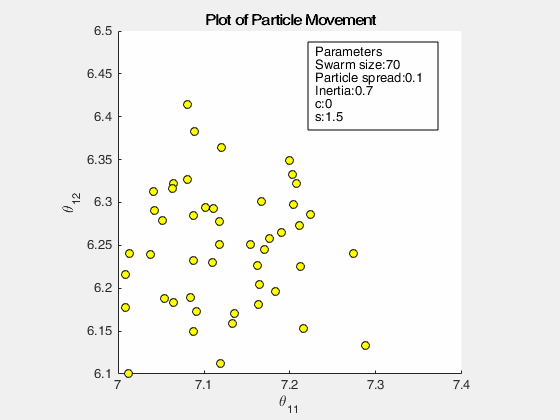 Plot of Particle Movement
6.5
6.45
6.4
6.35
6.3
6.25
6.2
6.15
6.1
θ12
Parameters
Swarm size:70
Particle spread:0.1
Inertia:0.7
c:0
s:1.5
7 7.1 7.2 7.3 7.4
θ11